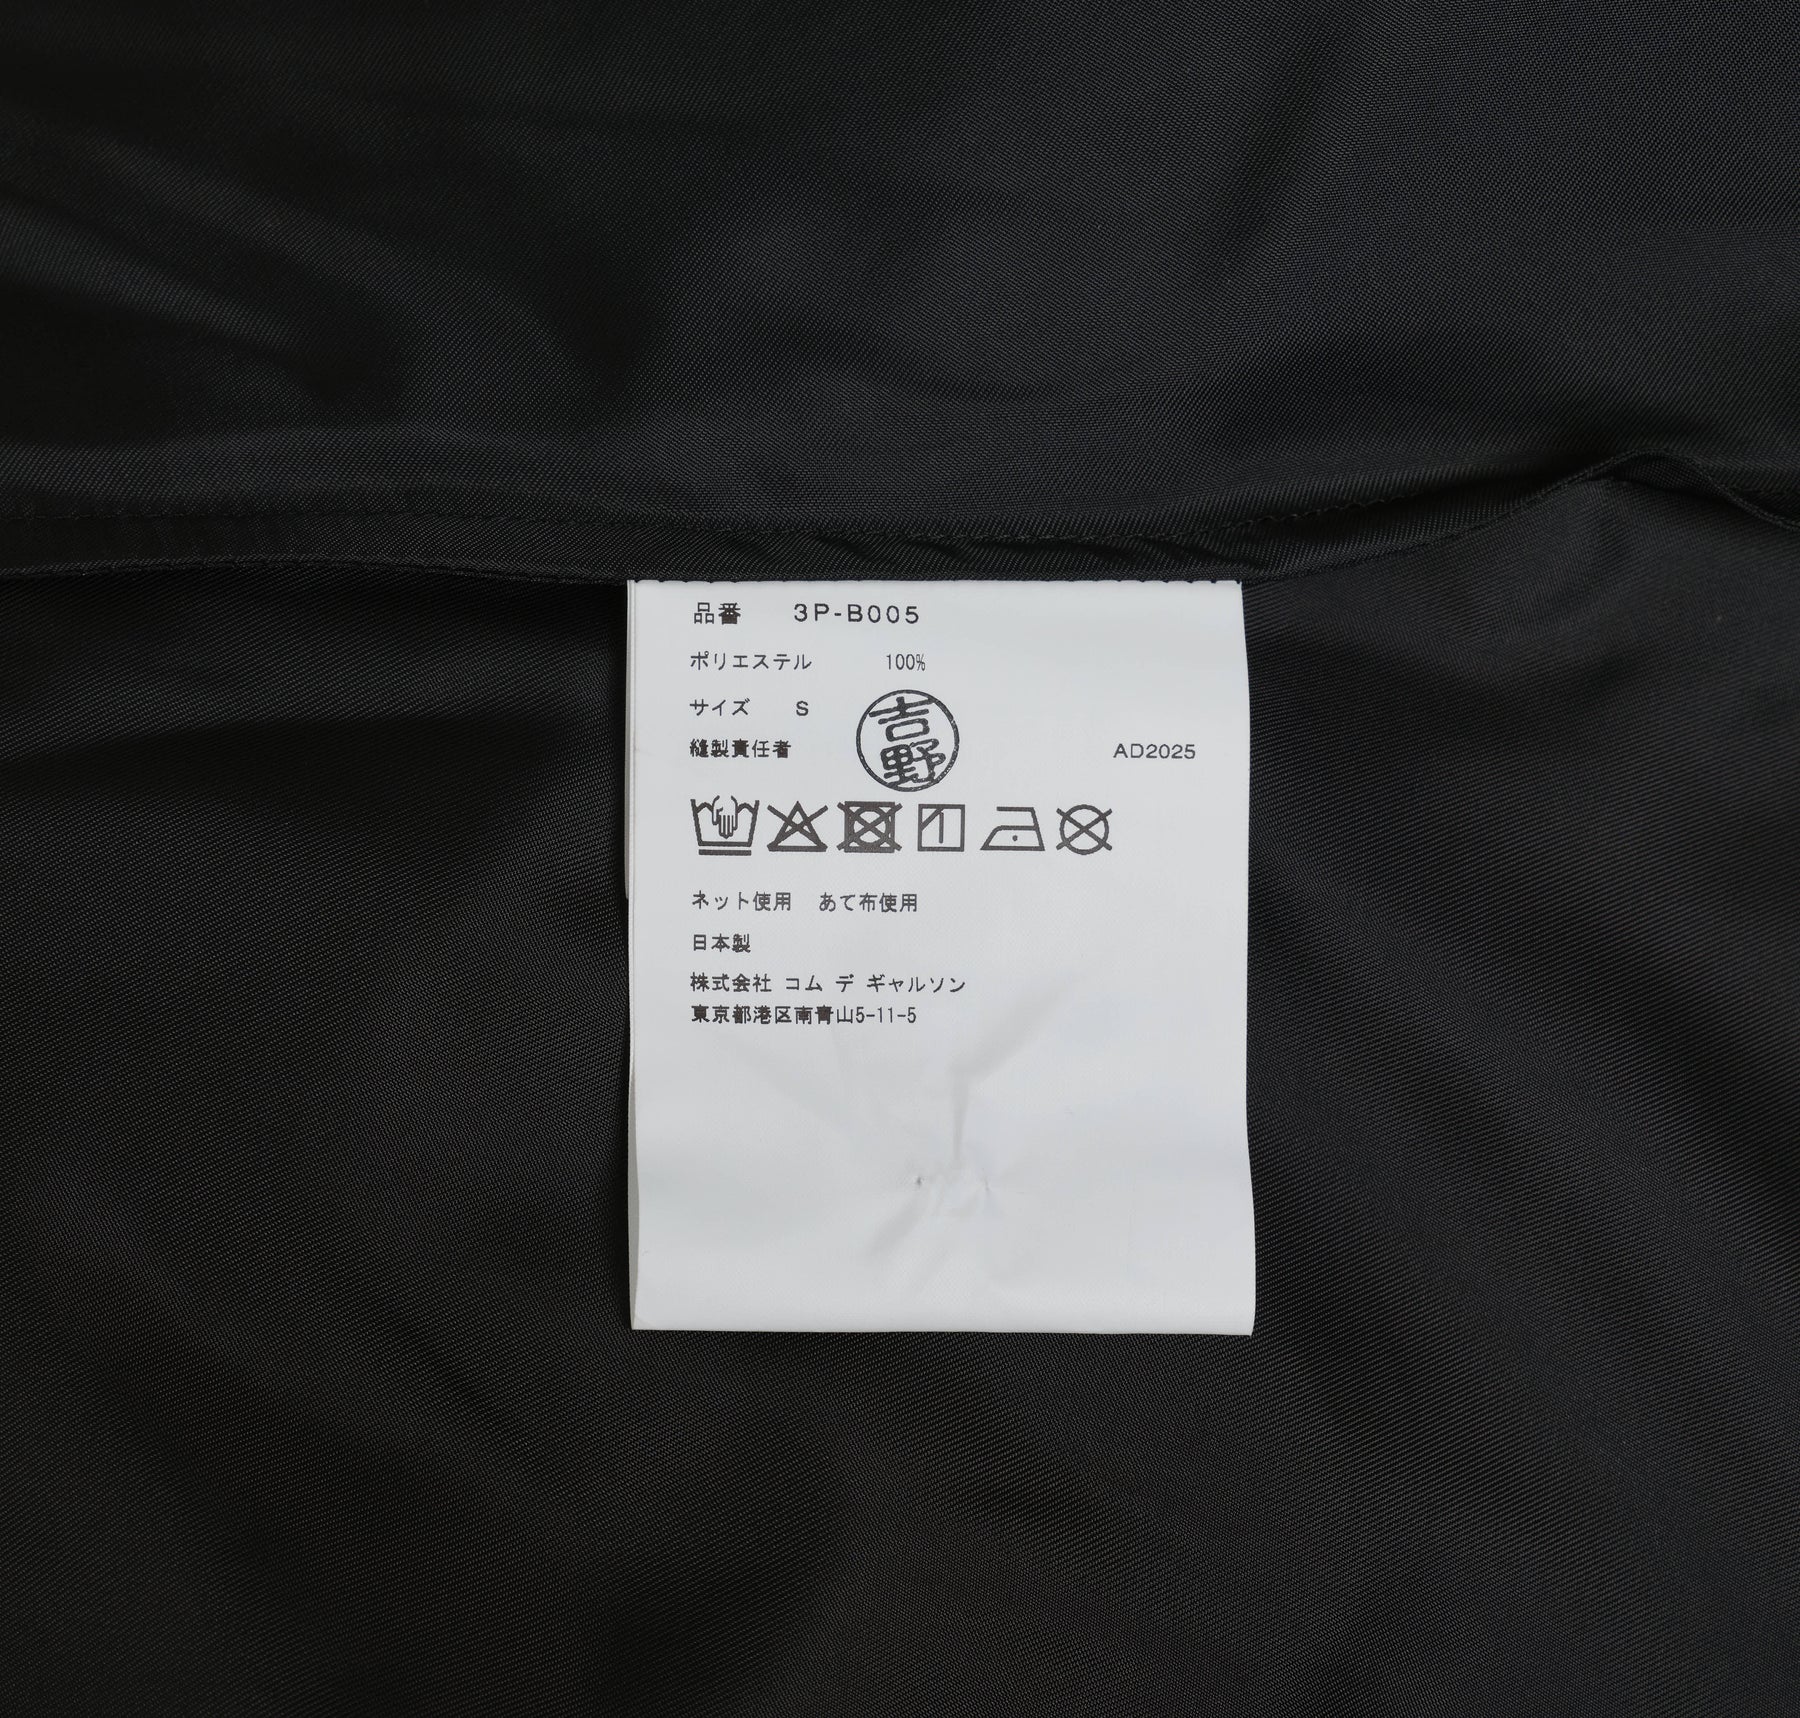 品番 3P-B005
ポリエステル 100%
サイズ S
吉野
縫製責任者 AD2025
ネット使用 あて布使用
日本製
株式会社 コム デ ギャルソン
東京都港区南青山5-11-5